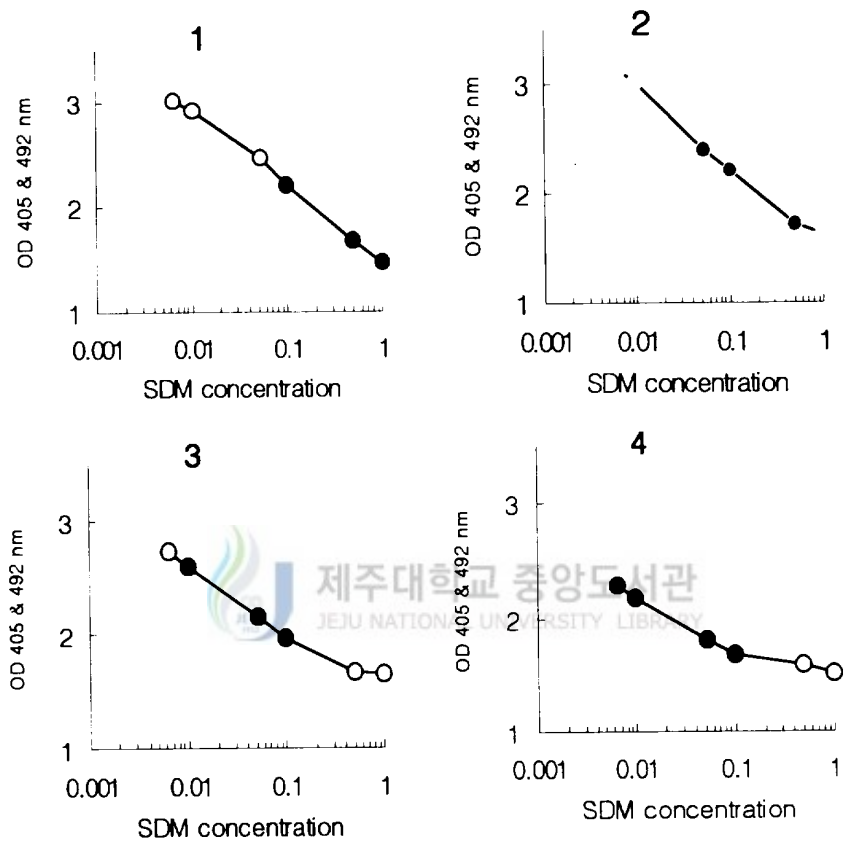 1
OD 405 & 492 nm
3
2
1
0.001 0.01 0.1 1
SDM concentration
2
OD 405 & 492 nm
3
2
1
0.001 0.01 0.1 1
SDM concentration
3
OD 405 & 492 nm
3
2
1
0.001 0.01 0.1 1
SDM concentration
4
OD 405 & 492 nm
3
2
1
0.001 0.01 0.1 1
SDM concentration
제주대학교 중앙도서관
JEJU NATIONAL UNIVERSITY LIBRARY